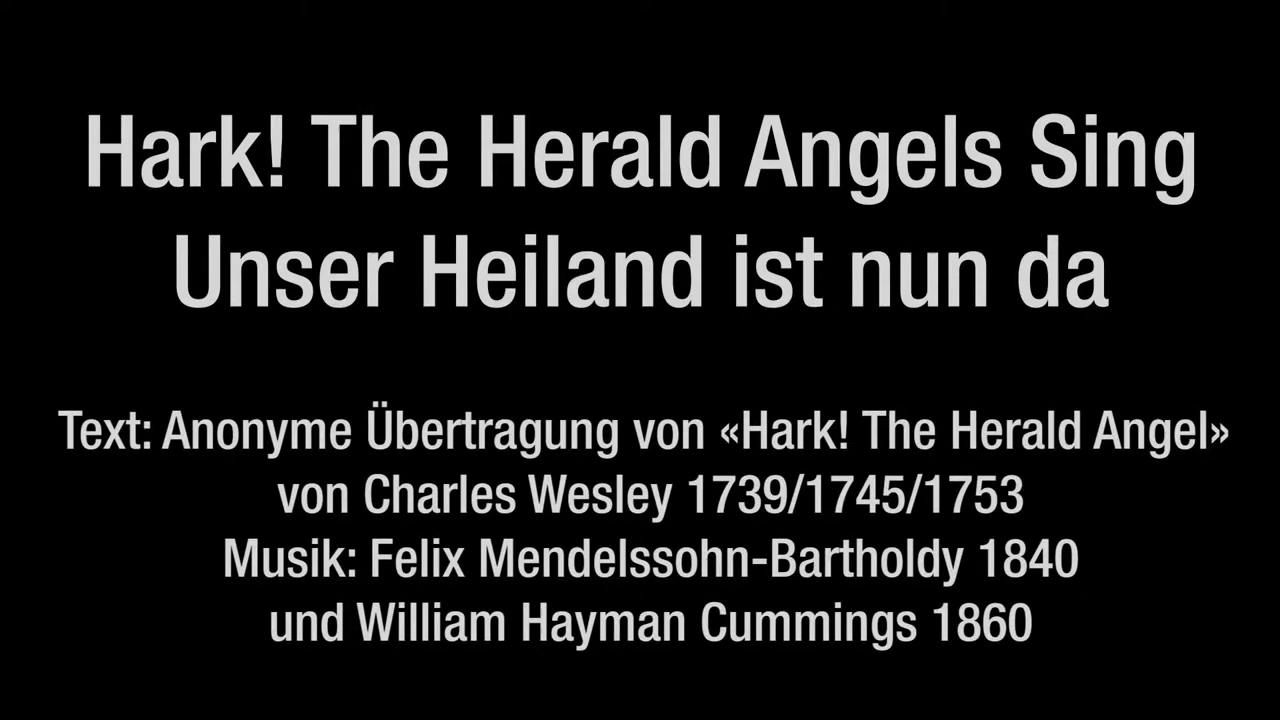 Hark! The Herald Angels Sing
Unser Heiland ist nun da
Text: Anonyme Übertragung von «Hark! The Herald Angel»
von Charles Wesley 1739/1745/1753
Musik: Felix Mendelssohn-Bartholdy 1840
und William Hayman Cummings 1860